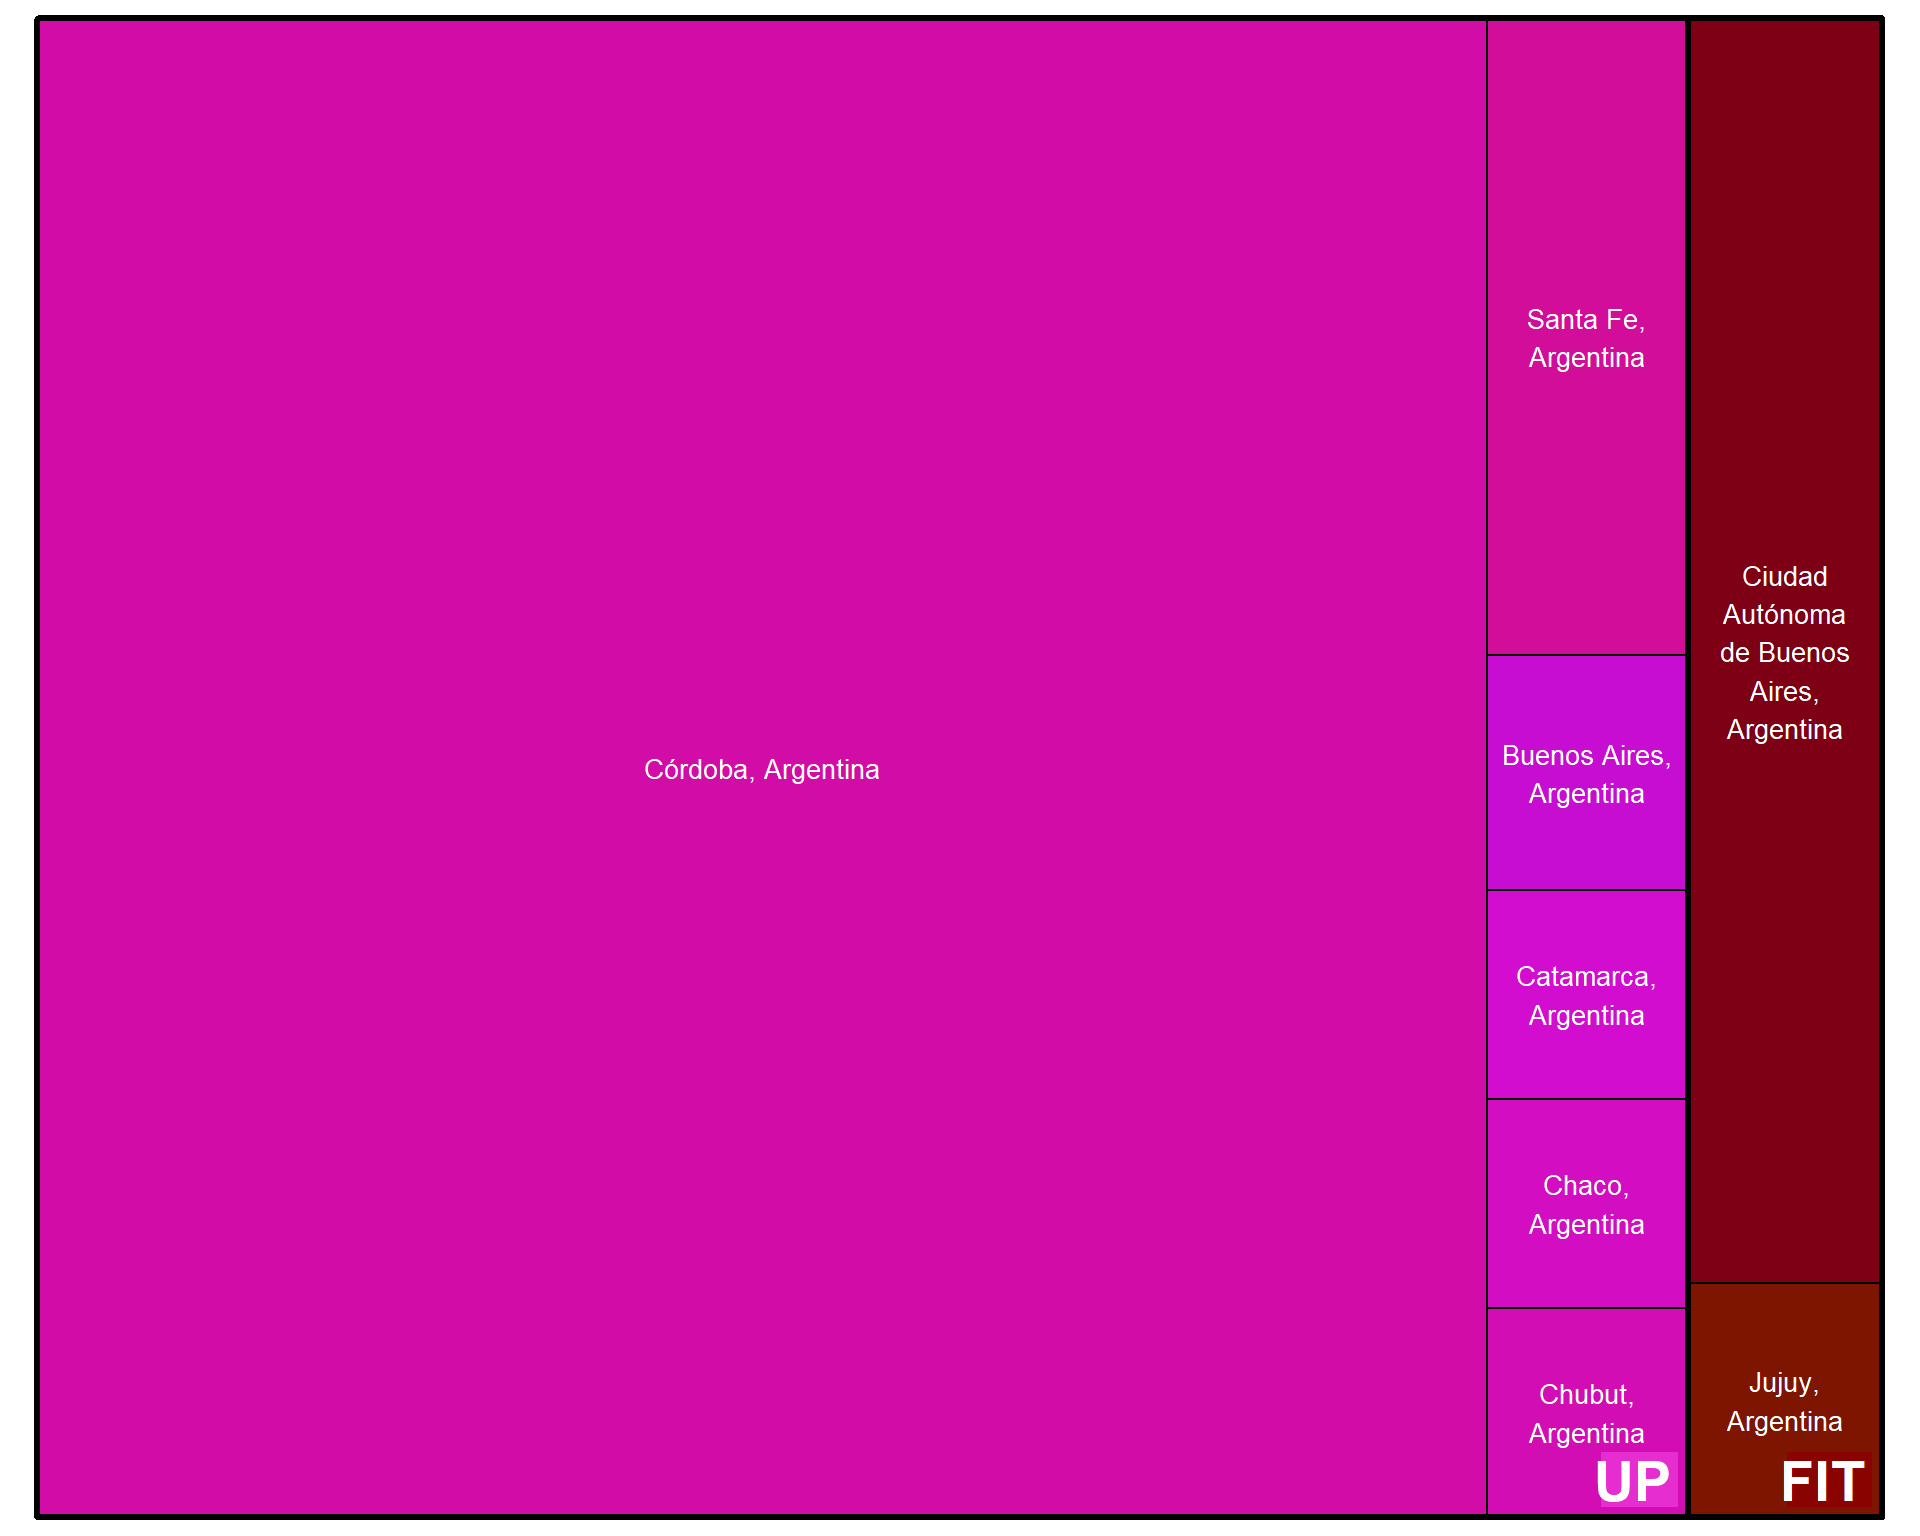 Córdoba, Argentina
Santa Fe,
Argentina
Buenos Aires,
Argentina
Catamarca,
Argentina
Chaco,
Argentina
Chubut,
Argentina
UP
Ciudad
Autónoma
de Buenos
Aires,
Argentina
Jujuy,
Argentina
FIT